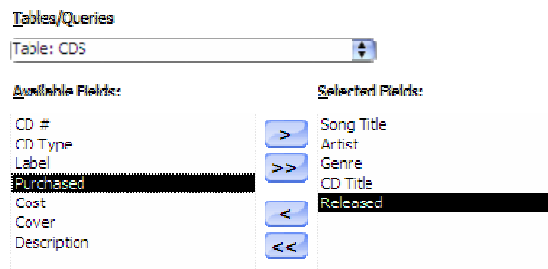 Tables/Queries
Table: CDS
Available Fields:
Selected Fields:
CD #
CD Type
Label
Purchased
Cost
Cover
Description
>
>>
<
<<
Song Title
Artist
Genre
CD Title
Released